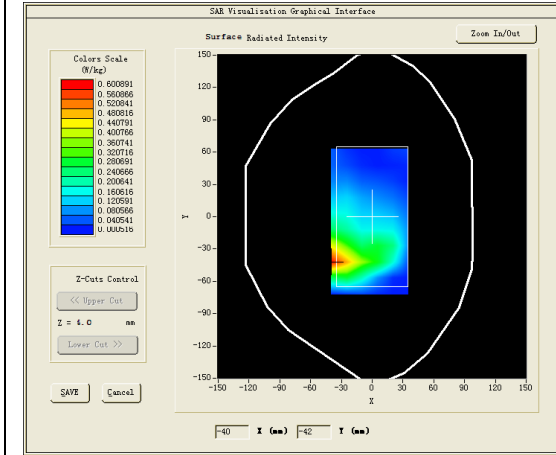 SAR Visualisation Graphical Interface
Surface Radiated Intensity
Zoom In/Out
Colors Scale
(W/kg)
0.600891
0.560866
0.520841
0.480816
0.440791
0.400766
0.360741
0.320716
0.280691
0.240666
0.200641
0.160616
0.120591
0.080566
0.040541
0.000516
Z-Cuts Control
<< Upper Cut
Z = 4.0 mm
Lower Cut >>
SAVE
Cancel
150
120
90
60
30
0
-30
-60
-90
-120
-150
Y
-150 -120 -90 -60 -30 0 30 60 90 120 150
X
-40 X (mm) -42 Y (mm)